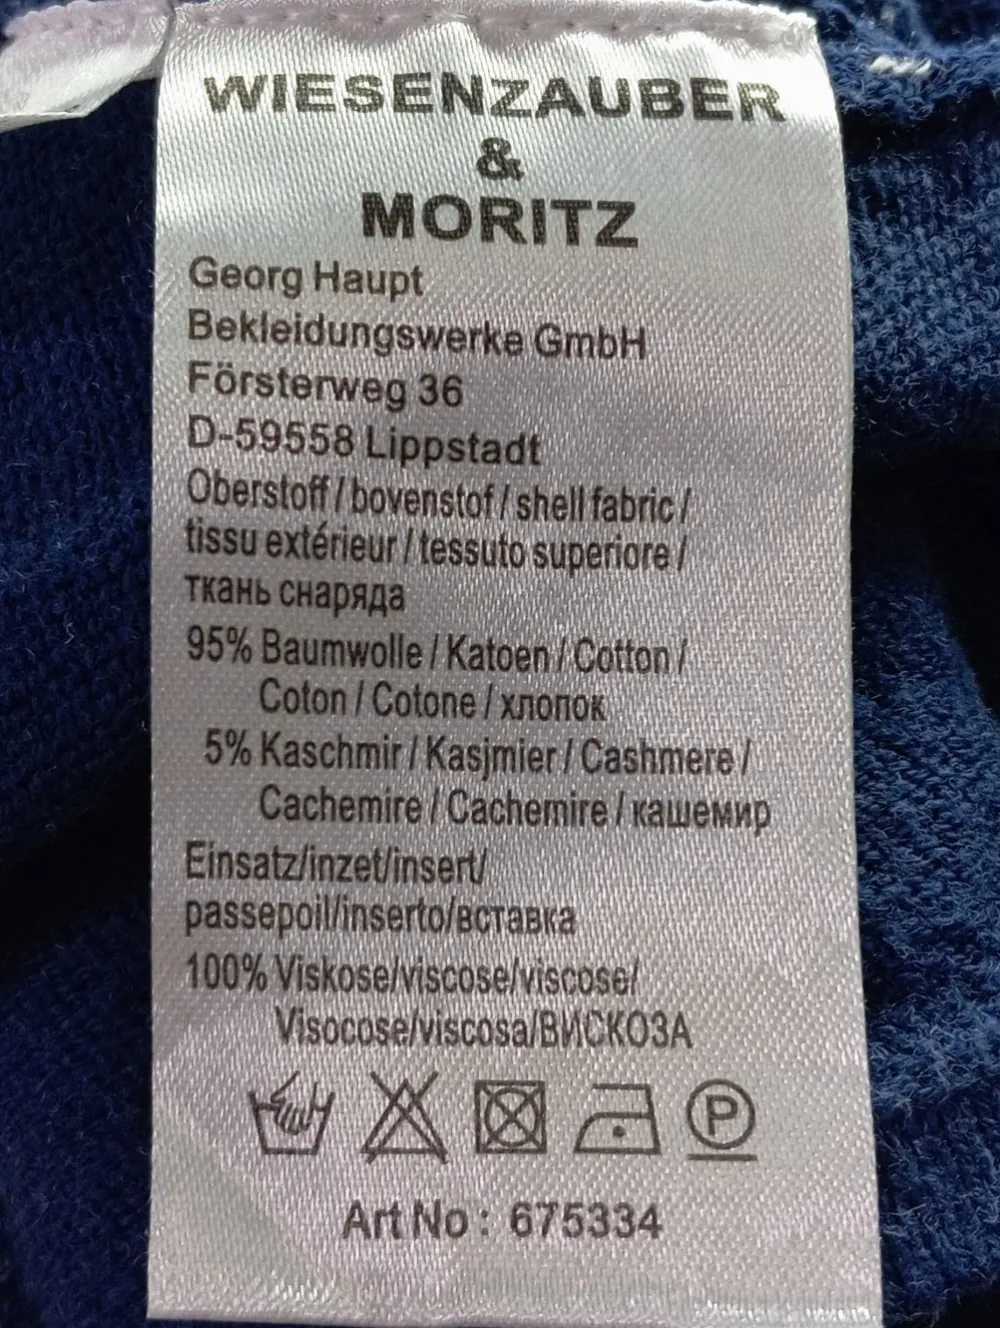 WIESENZAUBER
&
MORITZ
Georg Haupt
Bekleidungswerke GmbH
Försterweg 36
D-59558 Lippstadt
Oberstoff / bovenstof / shell fabric /
tissu extérieur / tessuto superiore /
ткань снаряда
95% Baumwolle / Katoen / Cotton /
Coton / Cotone / хлопок
5% Kaschmir / Kasjmier / Cashmere /
Cachemire / Cachemire / кашемир
Einsatz/inzet/insert/
passepoil/inserto/вставка
100% Viskose/viscose/viscose/
Visocose/viscosa/ВИСКОЗА
P
Art No : 675334